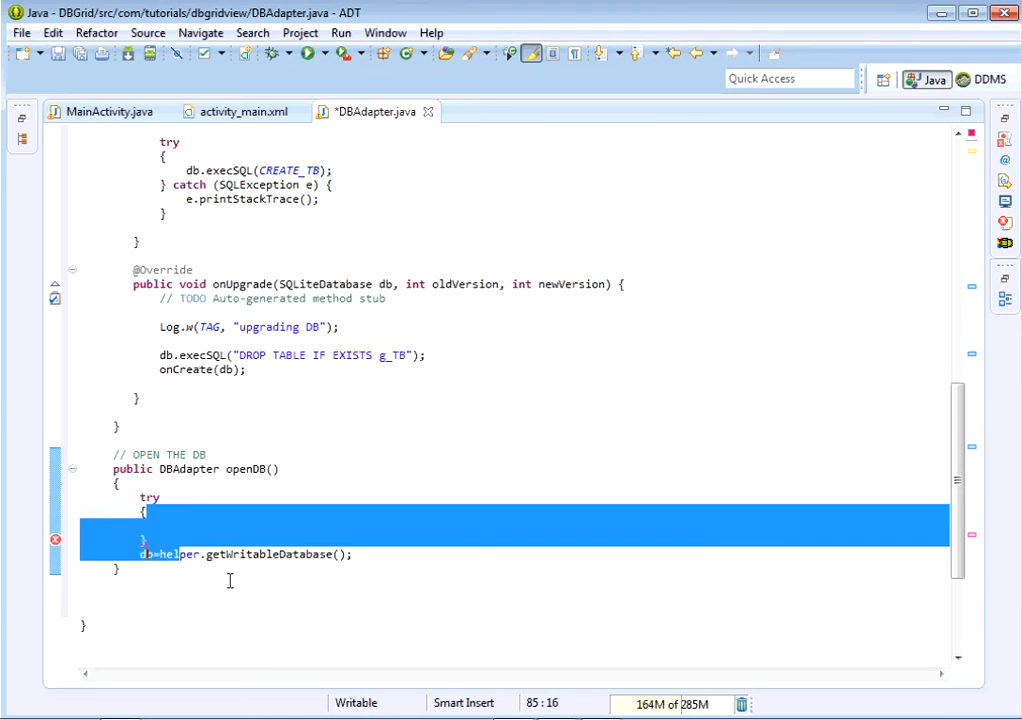 Java - DBGrid/src/com/tutorials/dbgridview/DBAdapter.java - ADT
File Edit Refactor Source Navigate Search Project Run Window Help
Quick Access
Java
DDMS
MainActivity.java
activity_main.xml
*DBAdapter.java
try
{
db.execSQL(CREATE_TB);
} catch (SQLException e) {
e.printStackTrace();
}
}
@Override
public void onUpgrade(SQLiteDatabase db, int oldVersion, int newVersion) {
// TODO Auto-generated method stub
Log.w(TAG, "upgrading DB");
db.execSQL("DROP TABLE IF EXISTS g_TB");
onCreate(db);
}
}
// OPEN THE DB
public DBAdapter openDB()
{
try
{
}
db=helper.getWritableDatabase();
}
}
Writable
Smart Insert
85 : 16
164M of 285M